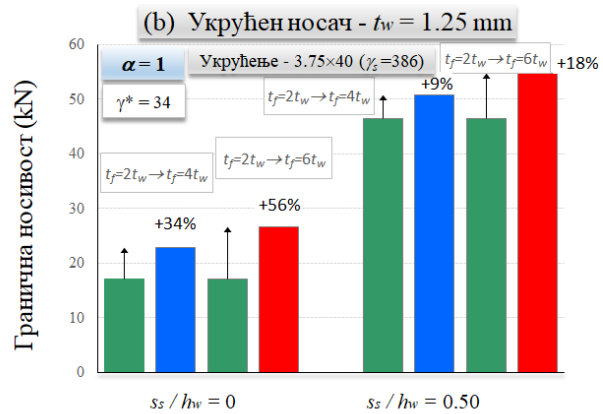 (b) Укрућен носач - tw = 1.25 mm
Гранична носивост (kN)
60
50
40
30
20
10
0
α = 1
Укрућење - 3.75×40 (γs =386)
γ* = 34
tf=2tw→tf=4tw
tf=2tw→tf=6tw
+34%
+56%
tf=2tw→tf=4tw
tf=2tw→tf=6tw
+9%
+18%
ss / hw = 0
ss / hw = 0.50